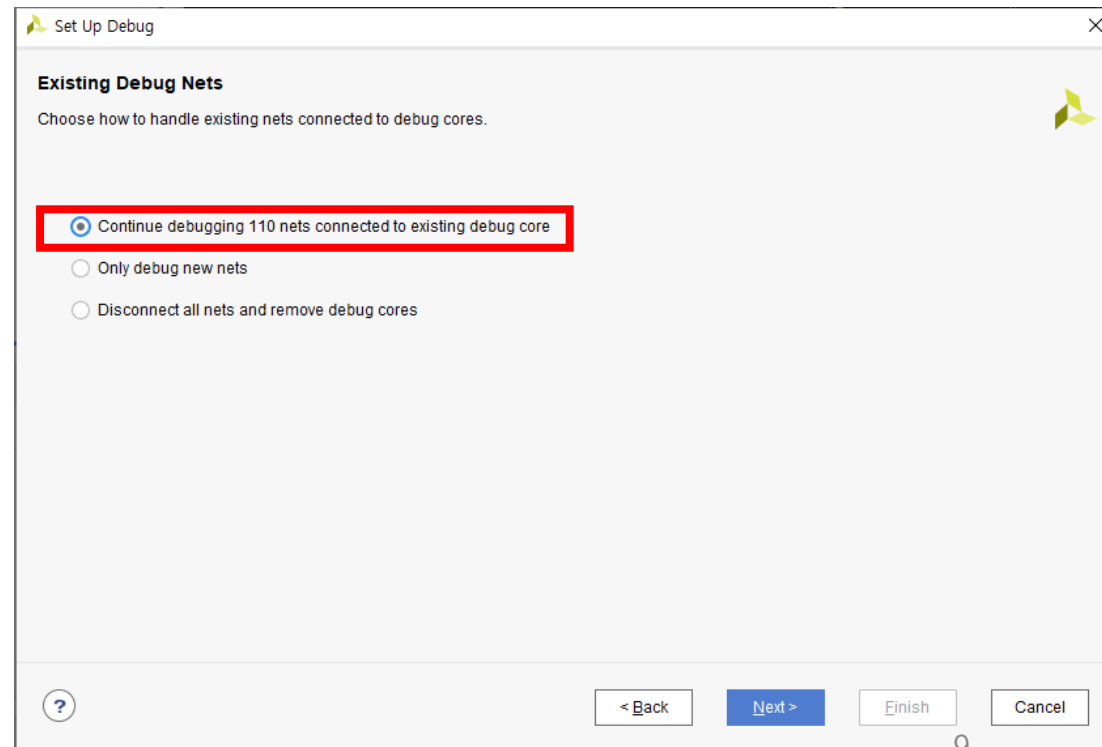 Set Up Debug
Existing Debug Nets
Choose how to handle existing nets connected to debug cores.
Continue debugging 110 nets connected to existing debug core
Only debug new nets
Disconnect all nets and remove debug cores
?
< Back
Next >
Finish
Cancel